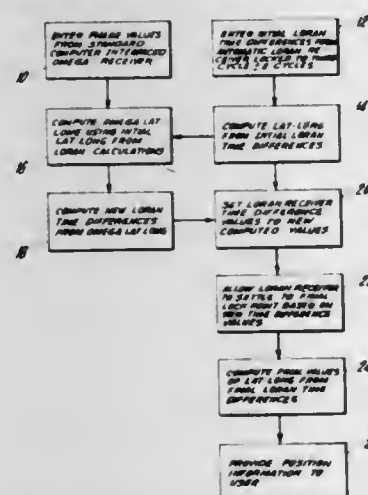 ENTER PHASE VALUES
FROM STANDARD
COMPUTER INTERFACED
OMEGA RECEIVER
10
ENTER INITIAL LORAN
TIME DIFFERENCES FROM
AUTOMATIC LORAN RE
CEIVER LOCKED TO THIRD
CYCLE CYCLES
12
COMPUTE OMEGA LAT
LONG USING INITIAL
LAT LONG FROM
LORAN CALCULATIONS
16
COMPUTE LAT-LONG
FROM INTIAL LORAN
TIME DIFFERENCES
14
COMPUTE NEW LORAN
TIME DIFFERENCES
FROM OMEGA LAT LONG
18
SET LORAN RECEIVER
TIME DIFFERENCE
VALUES TO NEW
COMPUTED VALUES
20
ALLOW LORAN RECEIVER
TO SETTLE TO FINAL
LOCK POINT BASED ON
NEW TIME DIFFERENCE
VALUES
COMPUTE FINAL VALUES
OF LAT LONG FROM
FINAL LORAN TIME
DIFFERENCES
PROVIDE POSITION
INFORMATION TO
USER